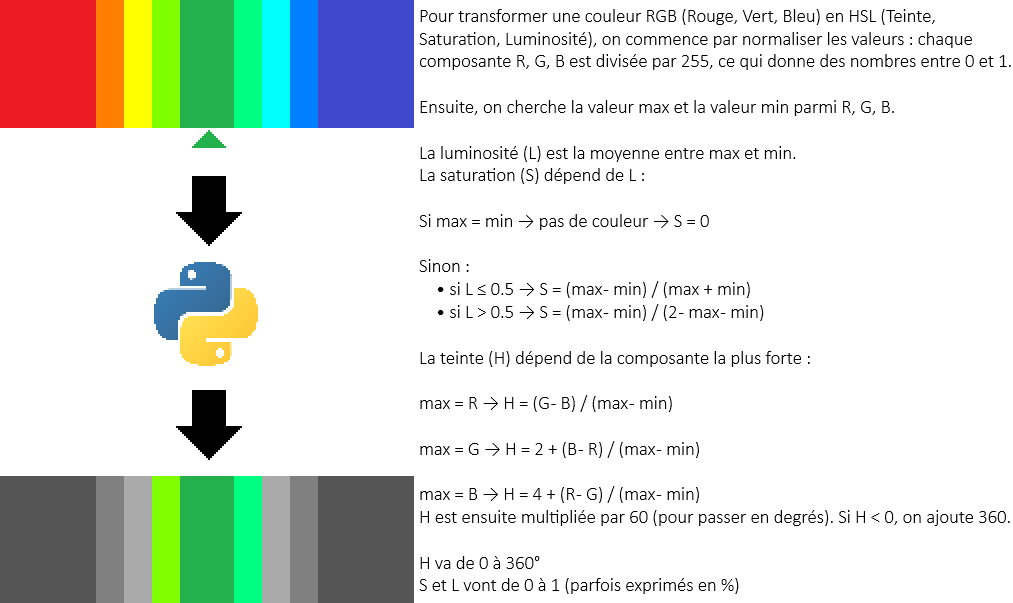 Pour transformer une couleur RGB (Rouge, Vert, Bleu) en HSL (Teinte,
Saturation, Luminosité), on commence par normaliser les valeurs : chaque
composante R, G, B est divisée par 255, ce qui donne des nombres entre 0 et 1.
Ensuite, on cherche la valeur max et la valeur min parmi R, G, B.
La luminosité (L) est la moyenne entre max et min.
La saturation (S) dépend de L :
Si max = min → pas de couleur → S = 0
Sinon :
• si L ≤ 0.5 → S = (max- min) / (max + min)
• si L > 0.5 → S = (max- min) / (2- max- min)
La teinte (H) dépend de la composante la plus forte :
max = R → H = (G- B) / (max- min)
max = G → H = 2 + (B- R) / (max- min)
max = B → H = 4 + (R- G) / (max- min)
H est ensuite multipliée par 60 (pour passer en degrés). Si H < 0, on ajoute 360.
H va de 0 à 360°
S et L vont de 0 à 1 (parfois exprimés en %)